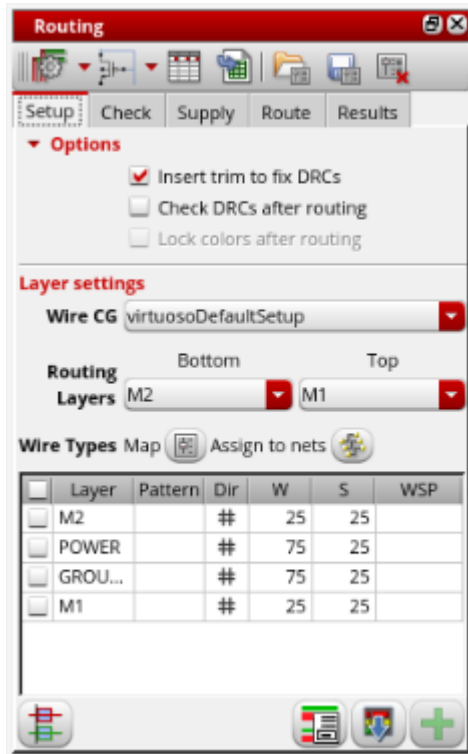 Routing
Setup Check Supply Route Results
Options
Insert trim to fix DRCs
Check DRCs after routing
Lock colors after routing
Layer settings
Wire CG virtuosoDefaultSetup
Bottom Top
Routing Layers M2 M1
Wire Types Map Assign to nets
Layer Pattern Dir W S WSP
M2 # 25 25
POWER # 75 25
GROU... # 75 25
M1 # 25 25